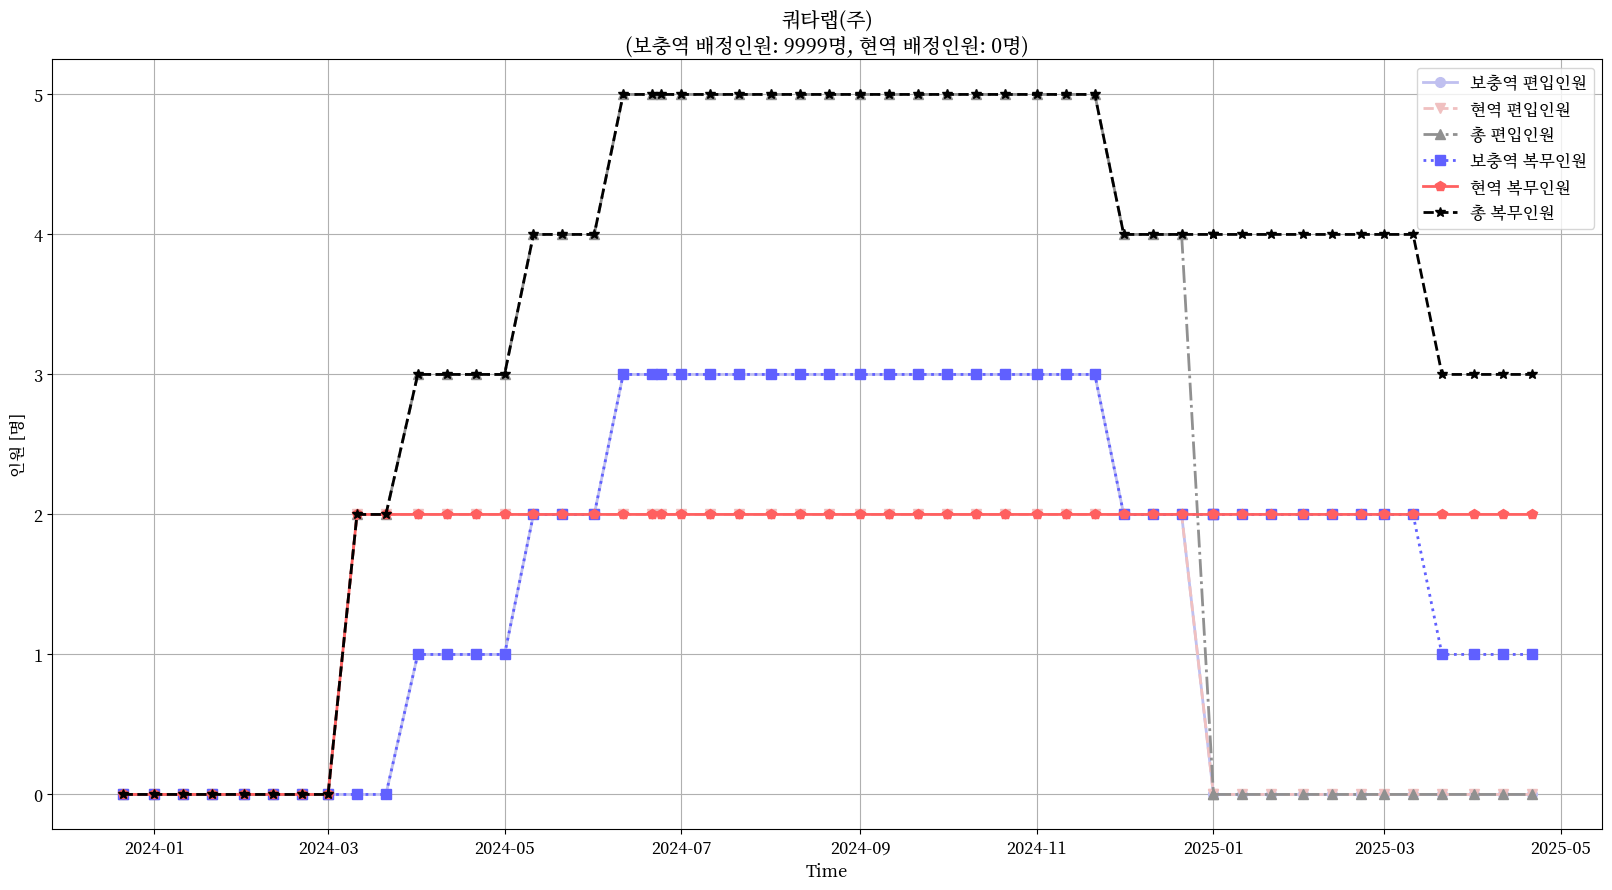 쿼타랩(주)
(보충역 배정인원: 9999명, 현역 배정인원: 0명)
보충역 편입인원
현역 편입인원
총 편입인원
보충역 복무인원
현역 복무인원
총 복무인원
인원 [명]
5
4
3
2
1
0
2024-01
2024-03
2024-05
2024-07
2024-09
2024-11
2025-01
2025-03
2025-05
Time